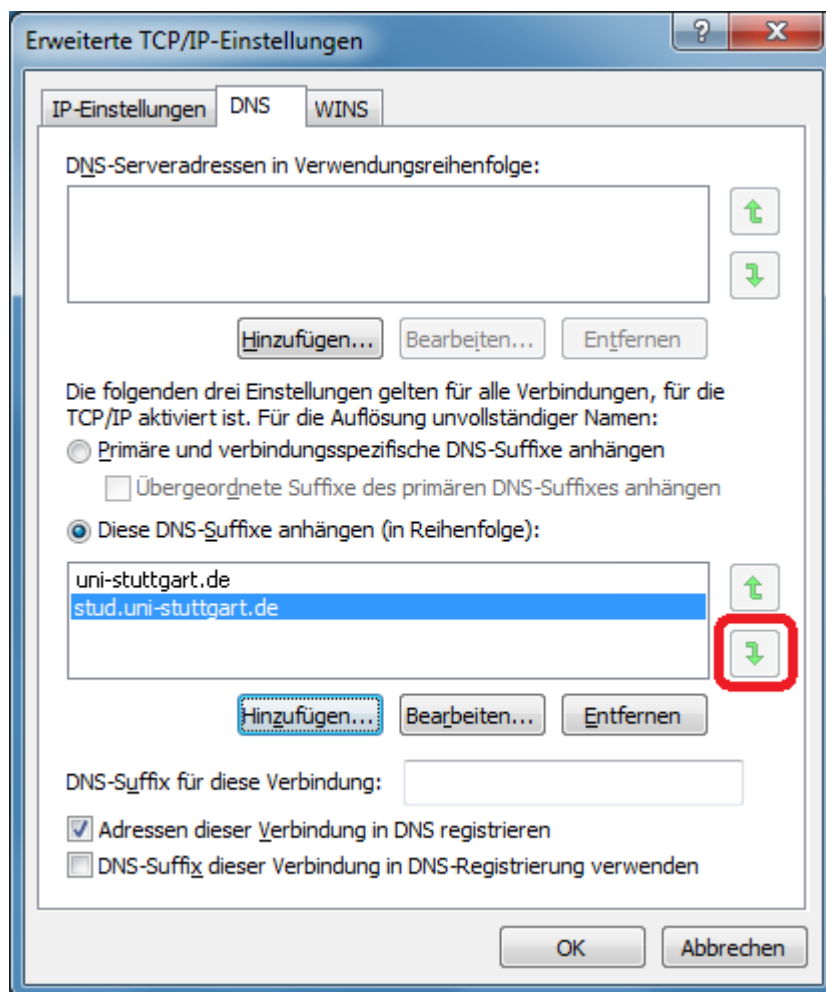 Erweiterte TCP/IP-Einstellungen
IP-Einstellungen DNS WINS
DNS-Serveradressen in Verwendungsreihenfolge:
Hinzufügen... Bearbeiten... Entfernen
Die folgenden drei Einstellungen gelten für alle Verbindungen, für die
TCP/IP aktiviert ist. Für die Auflösung unvollständiger Namen:
Primäre und verbindungsspezifische DNS-Suffixe anhängen
Übergeordnete Suffixe des primären DNS-Suffixes anhängen
Diese DNS-Suffixe anhängen (in Reihenfolge):
uni-stuttgart.de
stud.uni-stuttgart.de
Hinzufügen... Bearbeiten... Entfernen
DNS-Suffix für diese Verbindung:
Adressen dieser Verbindung in DNS registrieren
DNS-Suffix dieser Verbindung in DNS-Registrierung verwenden
OK Abbrechen